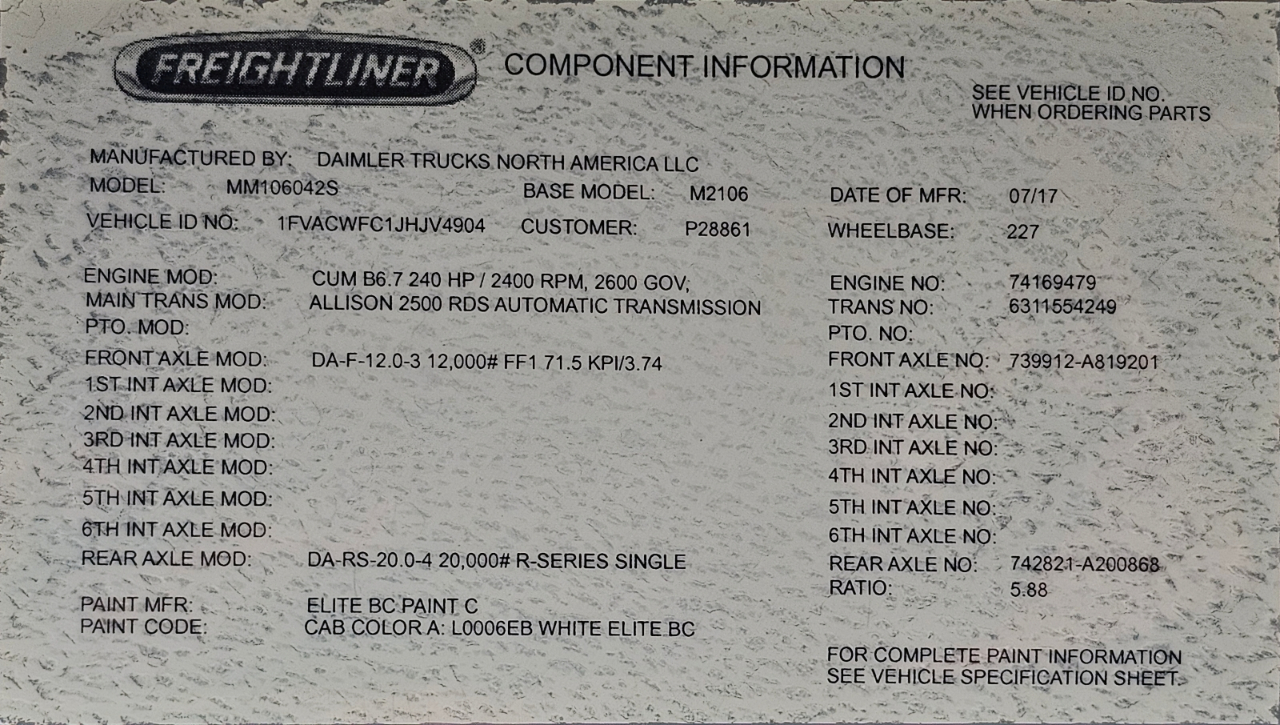 FREIGHTLINER® COMPONENT INFORMATION
SEE VEHICLE ID NO.
WHEN ORDERING PARTS
MANUFACTURED BY: DAIMLER TRUCKS NORTH AMERICA LLC
MODEL: MM106042S BASE MODEL: M2106 DATE OF MFR: 07/17
VEHICLE ID NO: 1FVACWFC1JHJV4904 CUSTOMER: P28861 WHEELBASE: 227
ENGINE MOD: CUM B6.7 240 HP / 2400 RPM, 2600 GOV, ENGINE NO: 74169479
MAIN TRANS MOD: ALLISON 2500 RDS AUTOMATIC TRANSMISSION TRANS NO: 6311554249
PTO. MOD: PTO. NO:
FRONT AXLE MOD: DA-F-12.0-3 12,000# FF1 71.5 KPI/3.74 FRONT AXLE NO: 739912-A819201
1ST INT AXLE MOD: 1ST INT AXLE NO:
2ND INT AXLE MOD: 2ND INT AXLE NO:
3RD INT AXLE MOD: 3RD INT AXLE NO:
4TH INT AXLE MOD: 4TH INT AXLE NO:
5TH INT AXLE MOD: 5TH INT AXLE NO:
6TH INT AXLE MOD: 6TH INT AXLE NO:
REAR AXLE MOD: DA-RS-20.0-4 20,000# R-SERIES SINGLE REAR AXLE NO: 742821-A200868
RATIO: 5.88
PAINT MFR: ELITE BC PAINT C
PAINT CODE: CAB COLOR A: L0006EB WHITE ELITE BC
FOR COMPLETE PAINT INFORMATION
SEE VEHICLE SPECIFICATION SHEET.